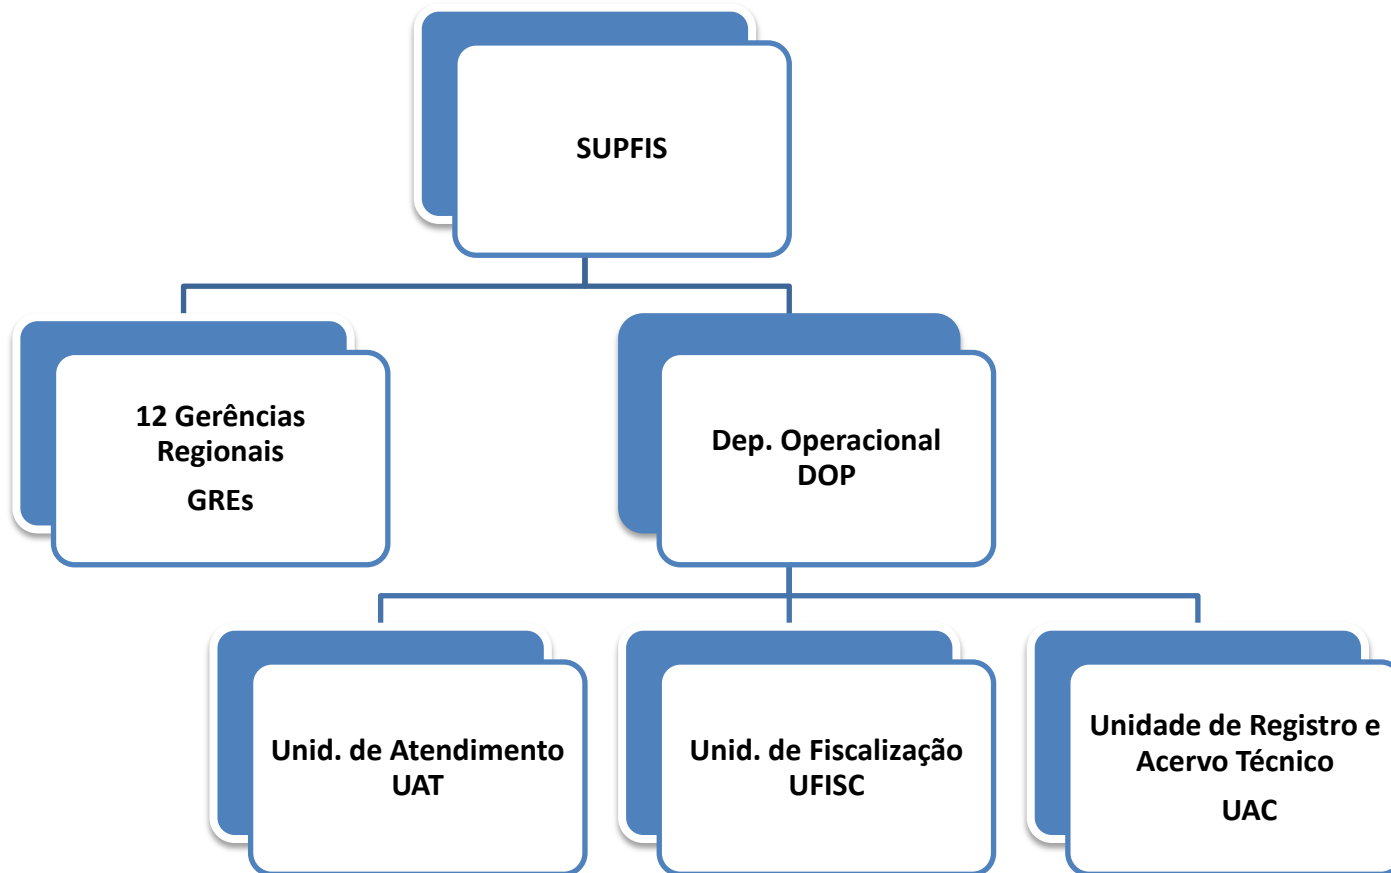 SUPFIS
12 Gerências
Regionais
GREs
Dep. Operacional
DOP
Unid. de Atendimento
UAT
Unid. de Fiscalização
UFISC
Unidade de Registro e
Acervo Técnico
UAC